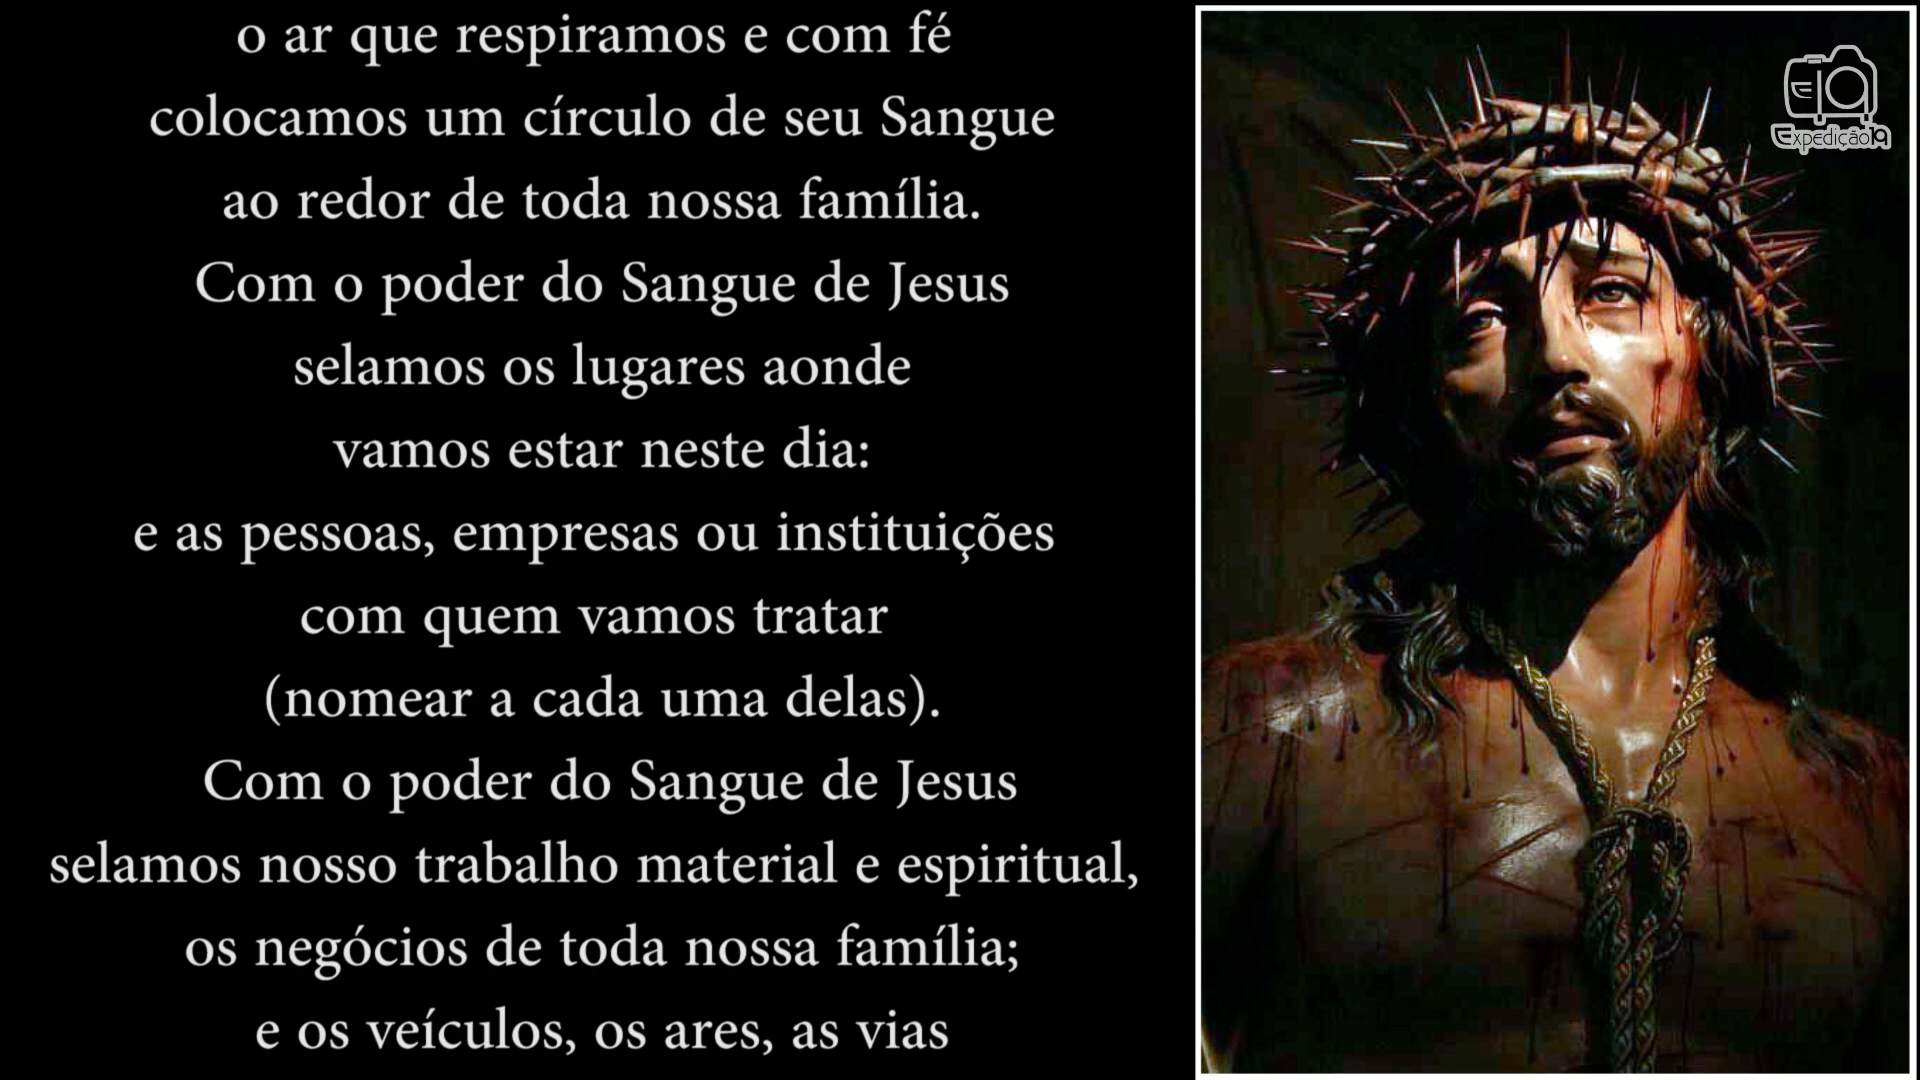 o ar que respiramos e com fé
colocamos um círculo de seu Sangue
ao redor de toda nossa família.
Com o poder do Sangue de Jesus
selamos os lugares aonde
vamos estar neste dia:
e as pessoas, empresas ou instituições
com quem vamos tratar
(nomear a cada uma delas).
Com o poder do Sangue de Jesus
selamos nosso trabalho material e espiritual,
os negócios de toda nossa família;
e os veículos, os ares, as vias
Expedição19